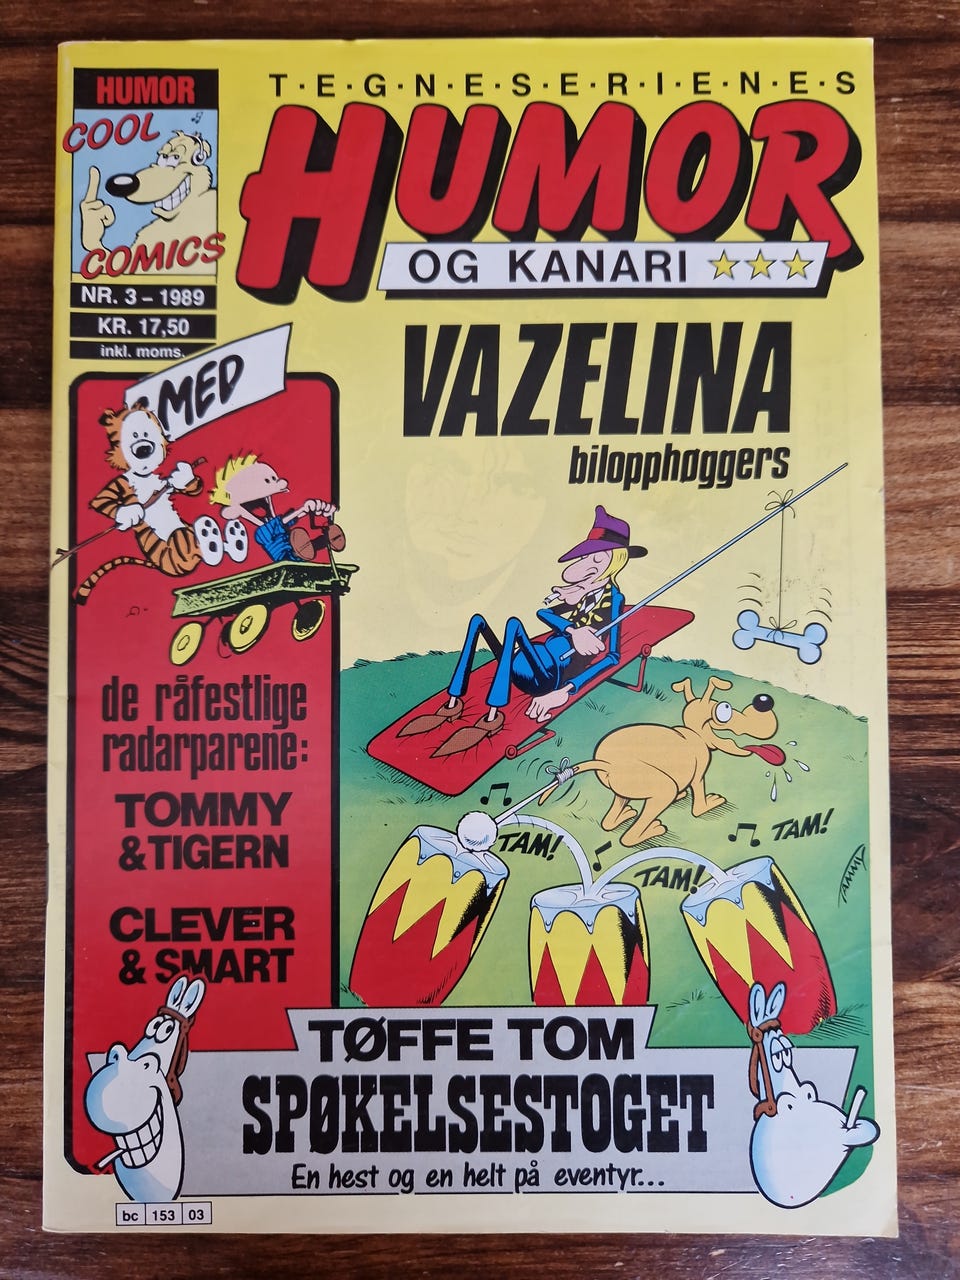 HUMOR
COOL
COMICS
NR. 3 - 1989
KR. 17,50
inkl. moms.
T·E·G·N·E·S·E·R·I·E·N·E·S
HUMOR
OG KANARI
VAZELINA
bilopphøggers
MED
de råfestlige
radarparene:
TOMMY
& TIGERN
CLEVER
& SMART
TAM!
TAM!
TAM!
TAMMD
TØFFE TOM
SPØKELSESTOGET
En hest og en helt på eventyr...
bc 153 03